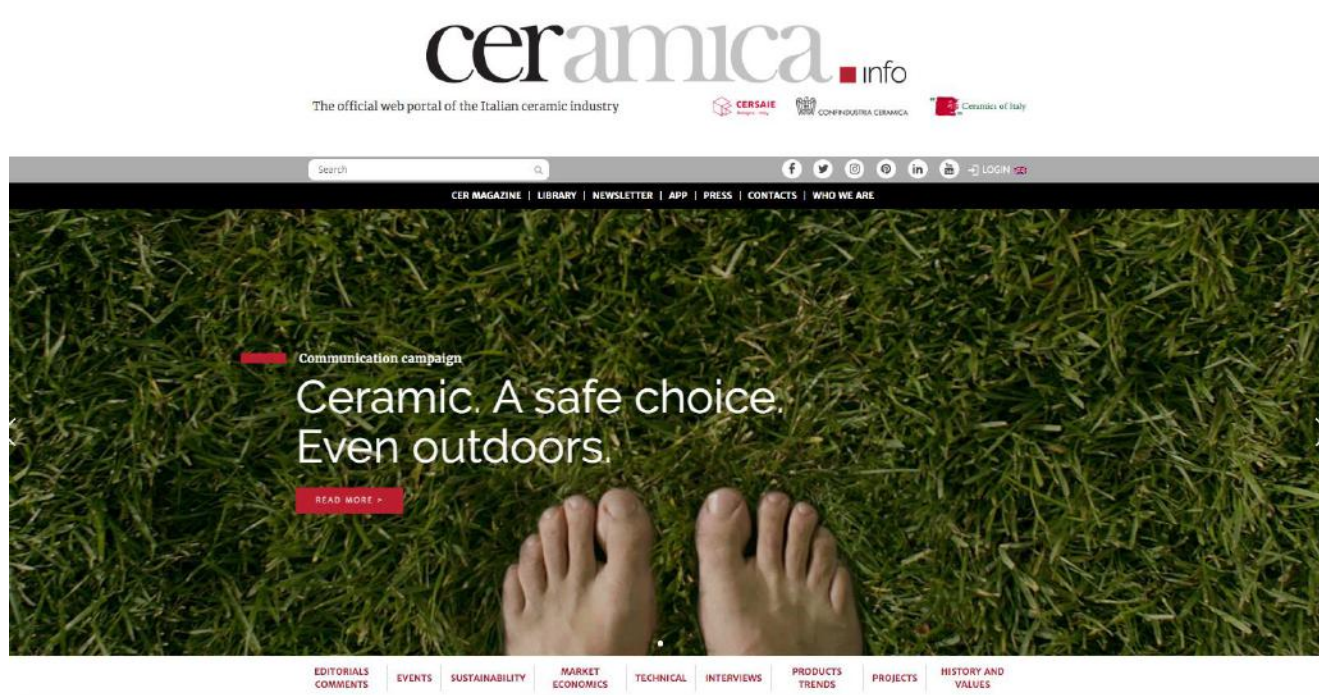 ceramica.info
The official web portal of the Italian ceramic industry
CERSAIE
Bologna - Italy
CONFINDUSTRIA CERAMICA
Ceramics of Italy
Search
LOGIN
CER MAGAZINE | LIBRARY | NEWSLETTER | APP | PRESS | CONTACTS | WHO WE ARE
Communication campaign
Ceramic. A safe choice.
Even outdoors.
READ MORE >
EDITORIALS
COMMENTS
EVENTS
SUSTAINABILITY
MARKET
ECONOMICS
TECHNICAL
INTERVIEWS
PRODUCTS
TRENDS
PROJECTS
HISTORY AND
VALUES